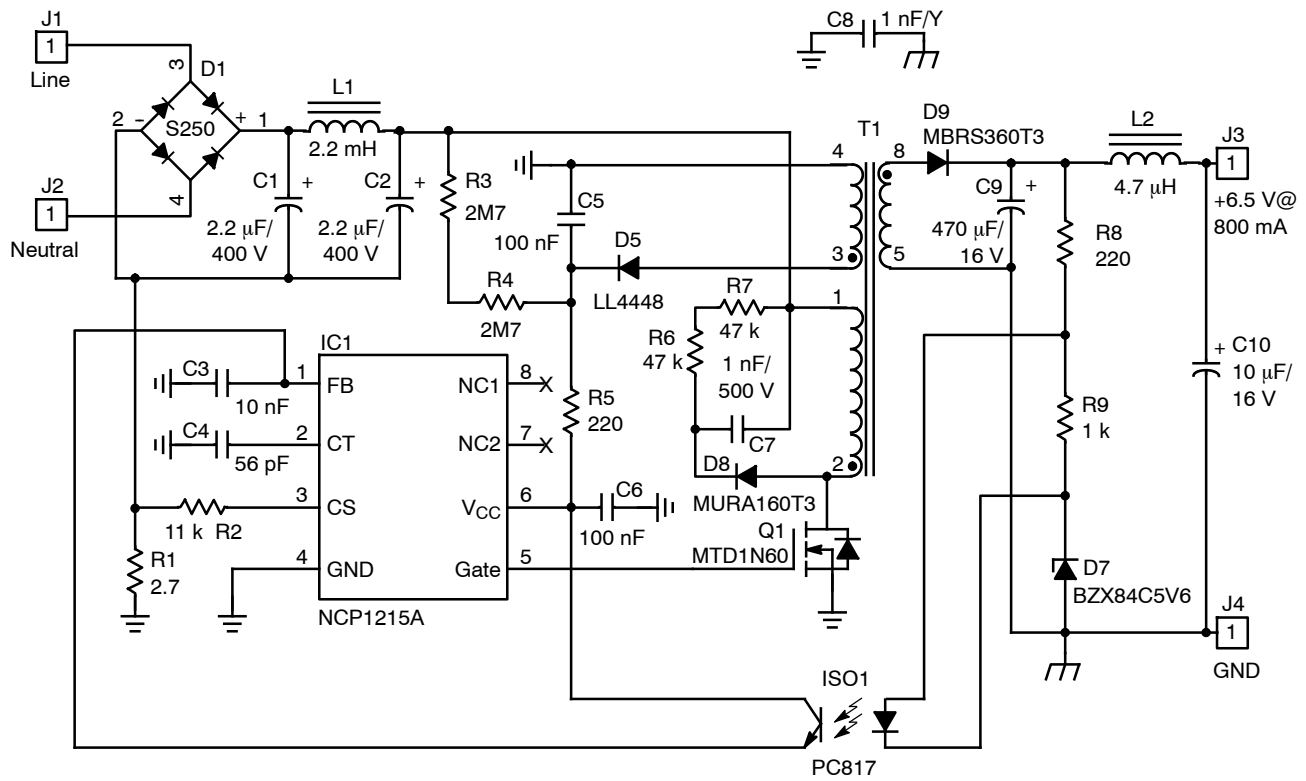 J1
1
Line
3
D1
2
−
S250
+
1
4
J2
1
Neutral
L1
2.2 mH
C1
+
2.2 µF/
400 V
C2
+
2.2 µF/
400 V
R3
2M7
R4
2M7
C5
100 nF
D5
LL4448
C8
1 nF/Y
T1
4
3
1
2
8
5
D9
MBRS360T3
C9
+
470 µF/
16 V
L2
4.7 µH
J3
1
+6.5 V@
800 mA
R8
220
R9
1 k
+
C10
10 µF/
16 V
D7
BZX84C5V6
J4
1
GND
R7
47 k
R6
47 k
1 nF/
500 V
C7
D8
MURA160T3
Q1
MTD1N60
IC1
C3
10 nF
1
FB
NC1
8
X
C4
56 pF
2
CT
NC2
7
X
11 k
R2
3
CS
VCC
6
4
GND
Gate
5
NCP1215A
R1
2.7
R5
220
C6
100 nF
ISO1
PC817